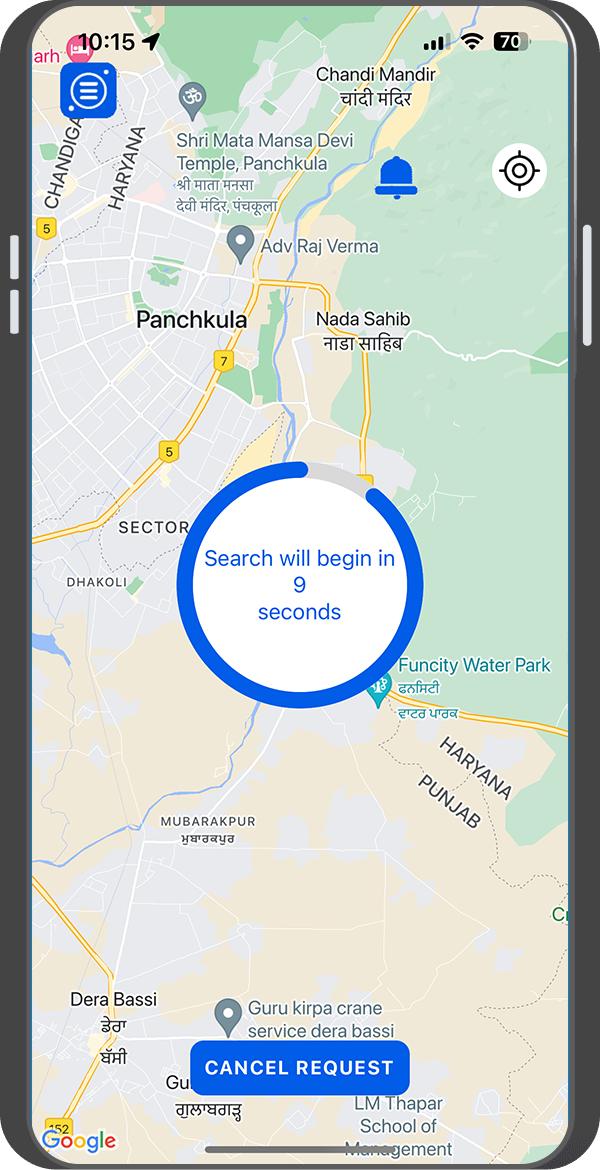 10:15
70
arh
Chandi Mandir
चांदी मंदिर
CHANDIGA
HARYANA
Shri Mata Mansa Devi
Temple, Panchkula
श्री माता मनसा
देवी मंदिर, पंचकूला
5
Adv Raj Verma
Panchkula
Nada Sahib
नाडा साहिब
7
5
SECTOR
Search will begin in
9
seconds
DHAKOLI
Funcity Water Park
ਫਨਸਿਟੀ
ਵਾਟਰ ਪਾਰਕ
HARYANA
PUNJAB
MUBARAKPUR
ਮੁਬਾਰਕਪੁਰ
Dera Bassi
ਡੇਰਾ
ਬੱਸੀ
Guru kirpa crane
service dera bassi
CANCEL REQUEST
Gu
ਗੁਲਾਬਗੜ੍ਹ
LM Thapar
School of
Management
152
Google